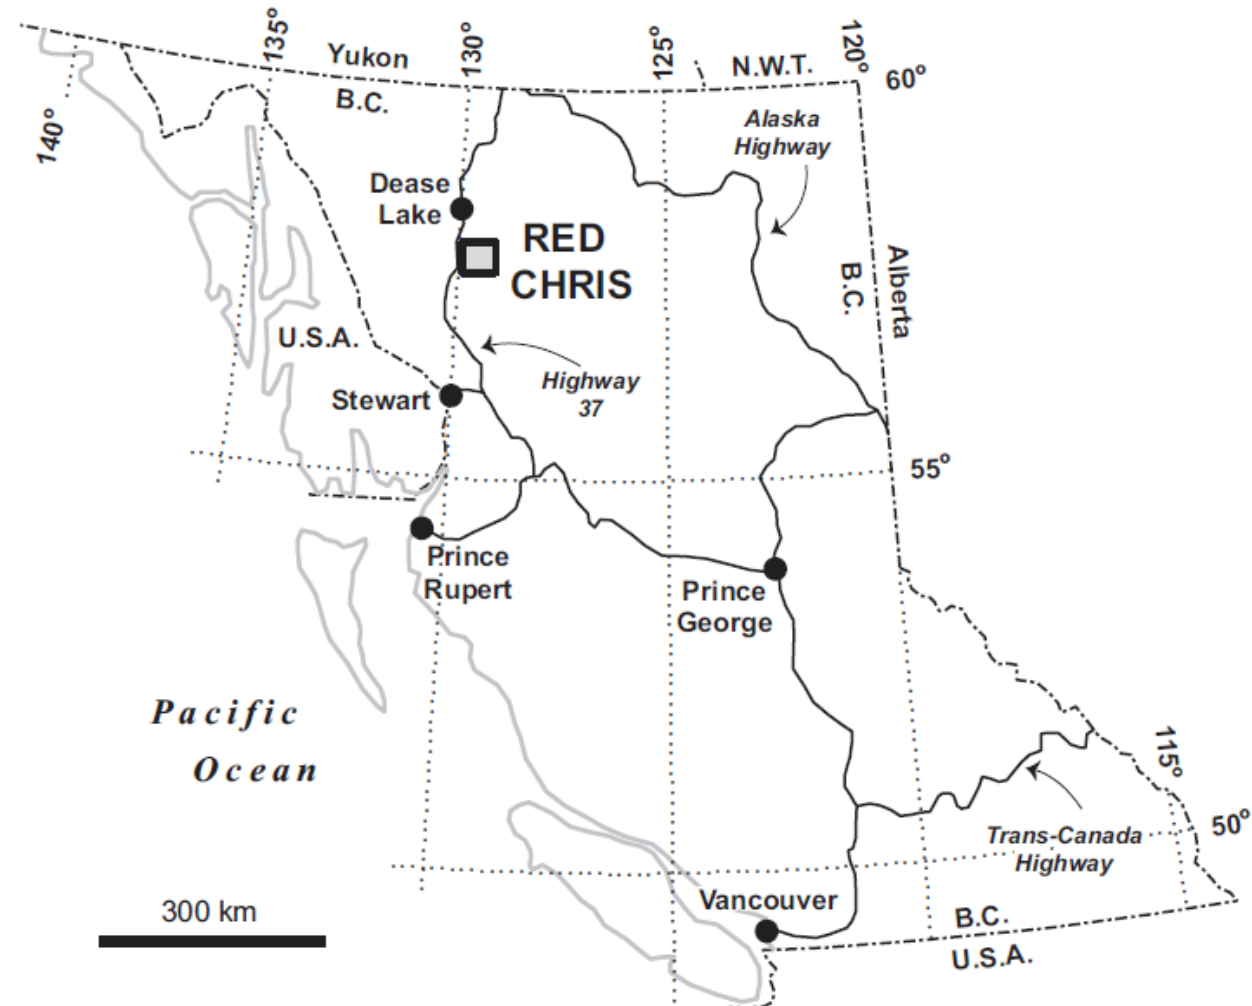 135°
130°
125°
120°
Yukon
N.W.T.
60°
B.C.
140°
Alaska
Highway
Dease
Lake
RED
CHRIS
B.C.
Alberta
U.S.A.
Highway
37
Stewart
55°
Prince
Rupert
Prince
George
Pacific
Ocean
115°
50°
Trans-Canada
Highway
300 km
Vancouver
B.C.
U.S.A.